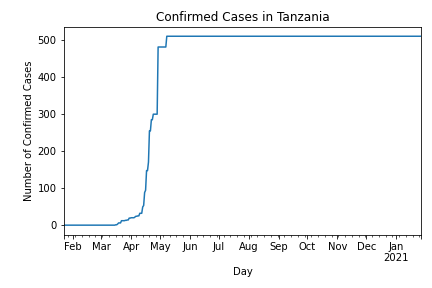 Confirmed Cases in Tanzania
500
400
300
200
100
0
Number of Confirmed Cases
Feb Mar Apr May Jun Jul Aug Sep Oct Nov Dec Jan
2021
Day